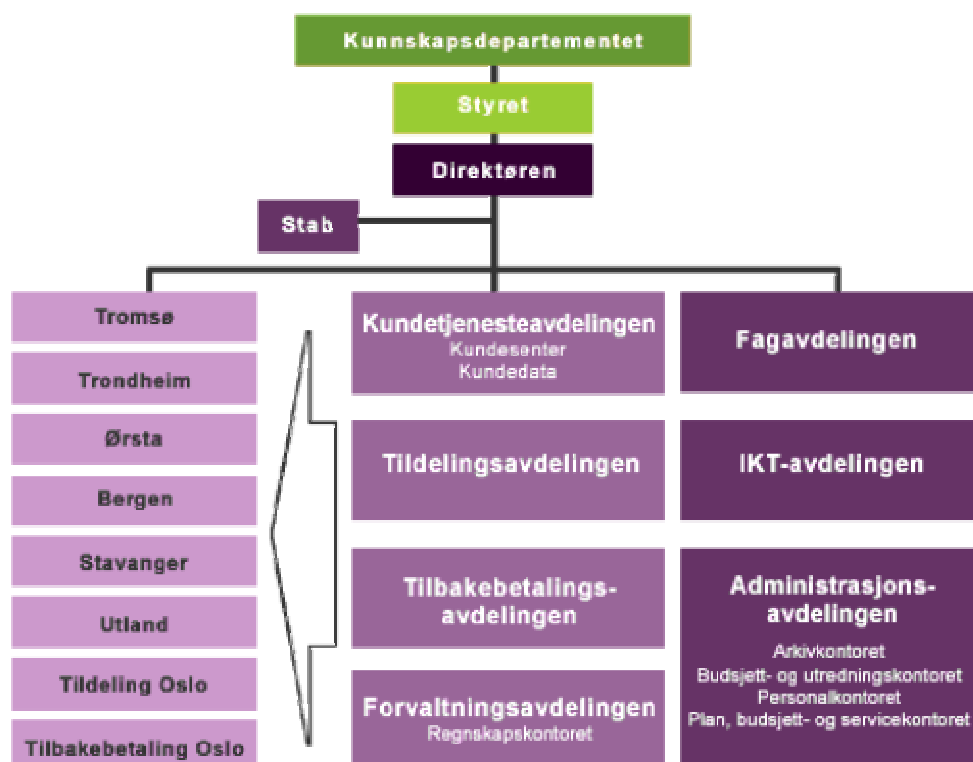 Kunnskapsdepartementet
Styret
Direktøren
Stab
Tromsø
Trondheim
Ørsta
Bergen
Stavanger
Utland
Tildeling Oslo
Tilbakebetaling Oslo
Kundetjenesteavdelingen
Kundesenter
Kundedata
Tildelingsavdelingen
Tilbakebetalings-
avdelingen
Forvaltningsavdelingen
Regnskapskontoret
Fagavdelingen
IKT-avdelingen
Administrasjons-
avdelingen
Arkivkontoret
Budsjett- og utredningskontoret
Personalkontoret
Plan, budsjett- og servicekontoret